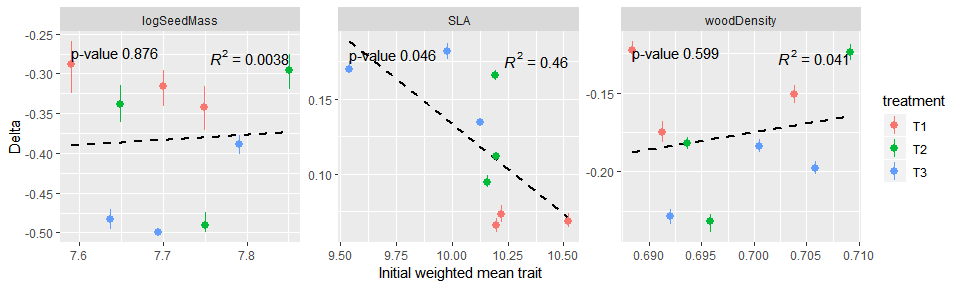 logSeedMass
SLA
woodDensity
p-value 0.876
R² = 0.0038
p-value 0.046
R² = 0.46
p-value 0.599
R² = 0.041
Delta
-0.25
-0.30
-0.35
-0.40
-0.45
-0.50
7.6
7.7
7.8
0.15
0.10
9.50
9.75
10.00
10.25
10.50
-0.15
-0.20
0.690
0.695
0.700
0.705
0.710
Initial weighted mean trait
treatment
T1
T2
T3